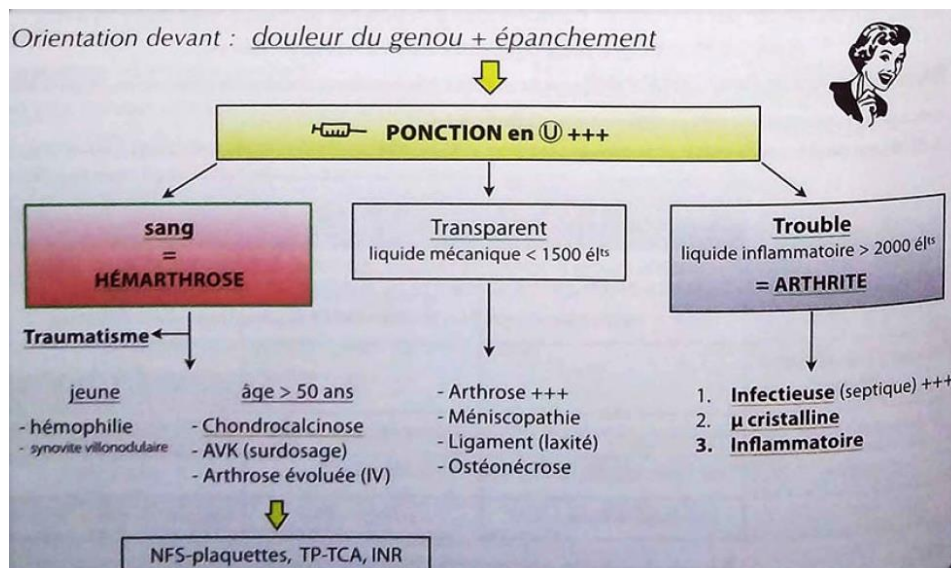 Orientation devant : douleur du genou + épanchement
PONCTION en Ⓤ +++
sang
=
HÉMARTHROSE
Transparent
liquide mécanique < 1500 élts
Trouble
liquide inflammatoire > 2000 élts
= ARTHRITE
Traumatisme
jeune
- hémophilie
- synovite villonodulaire
âge > 50 ans
- Chondrocalcinose
- AVK (surdosage)
- Arthrose évoluée (IV)
- Arthrose +++
- Méniscopathie
- Ligament (laxité)
- Ostéonécrose
1. Infectieuse (septique) +++
2. µ cristalline
3. Inflammatoire
NFS-plaquettes, TP-TCA, INR